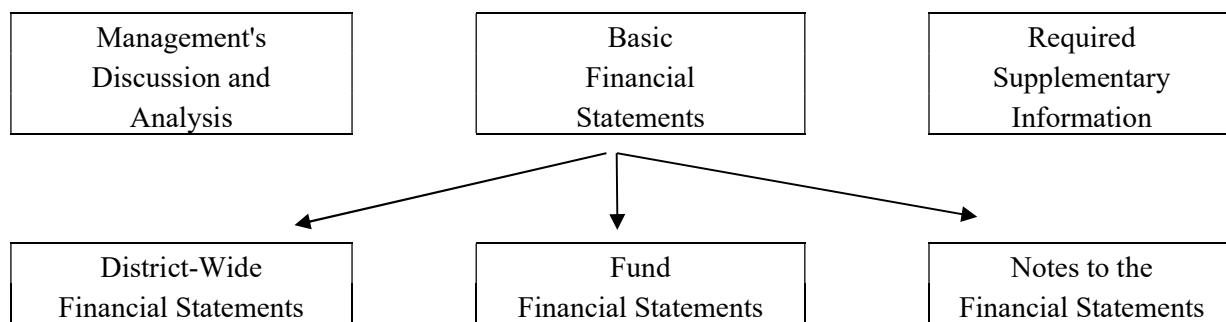 Management's
Discussion and
Analysis
Basic
Financial
Statements
Required
Supplementary
Information
District-Wide
Financial Statements
Fund
Financial Statements
Notes to the
Financial Statements